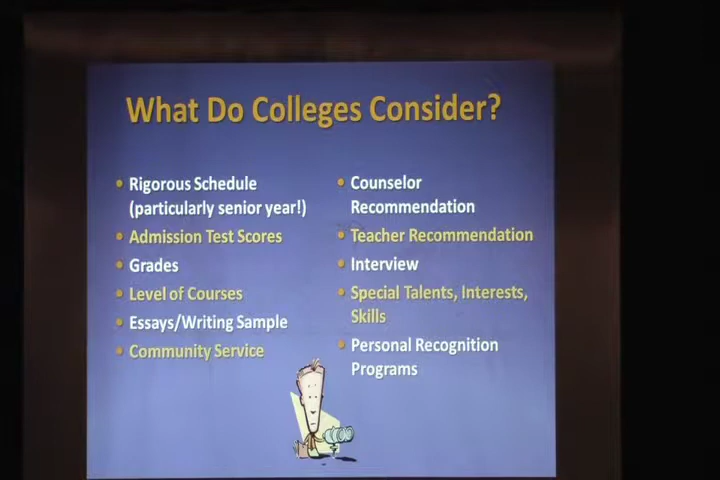 What Do Colleges Consider?
• Rigorous Schedule
(particularly senior year!)
• Admission Test Scores
• Grades
• Level of Courses
• Essays/Writing Sample
• Community Service
• Counselor
Recommendation
• Teacher Recommendation
• Interview
• Special Talents, Interests,
Skills
• Personal Recognition
Programs